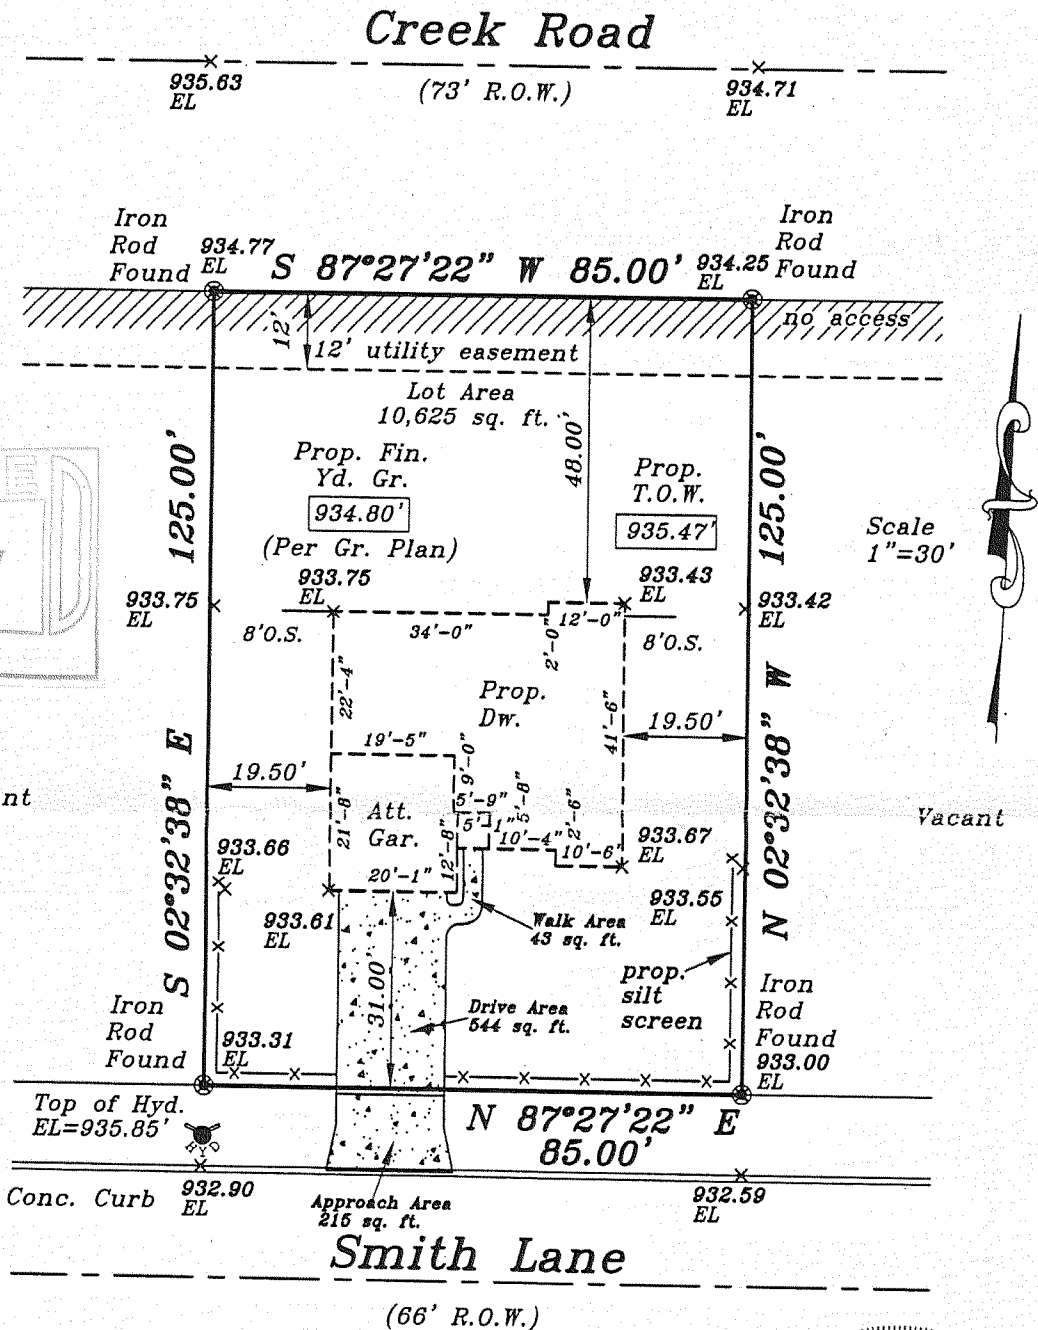 Creek Road
935.63
EL
(73' R.O.W.)
934.71
EL
Iron
Rod
Found
934.77
EL
S 87°27'22" W 85.00'
934.25
EL
Iron
Rod
Found
no access
12'
12' utility easement
Lot Area
10,625 sq. ft.
48.00'
125.00'
125.00'
Prop. Fin.
Yd. Gr.
934.80'
(Per Gr. Plan)
Prop.
T.O.W.
935.47'
Scale
1"=30'
933.75
EL
933.75
EL
933.43
EL
933.42
EL
8'O.S.
34'-0"
12'-0"
2'-0"
8'O.S.
22'-4"
Prop.
Dw.
41'-6"
19.50'
19'-5"
9'-0"
19.50'
S 02°32'38" E
N 02°32'38" W
nt
Vacant
Att.
Gar.
21'-8"
5'-9"
5'
1"
5'-8"
12'-8"
10'-4"
2'-6"
10'-6"
933.67
EL
933.66
EL
20'-1"
933.61
EL
933.55
EL
Walk Area
43 sq. ft.
31.00'
Drive Area
544 sq. ft.
prop.
silt
screen
Iron
Rod
Found
933.31
EL
Iron
Rod
Found
933.00
EL
Top of Hyd.
EL=935.85'
HYD
N 87°27'22" E
85.00'
Conc. Curb
932.90
EL
Approach Area
215 sq. ft.
932.59
EL
Smith Lane
(66' R.O.W.)